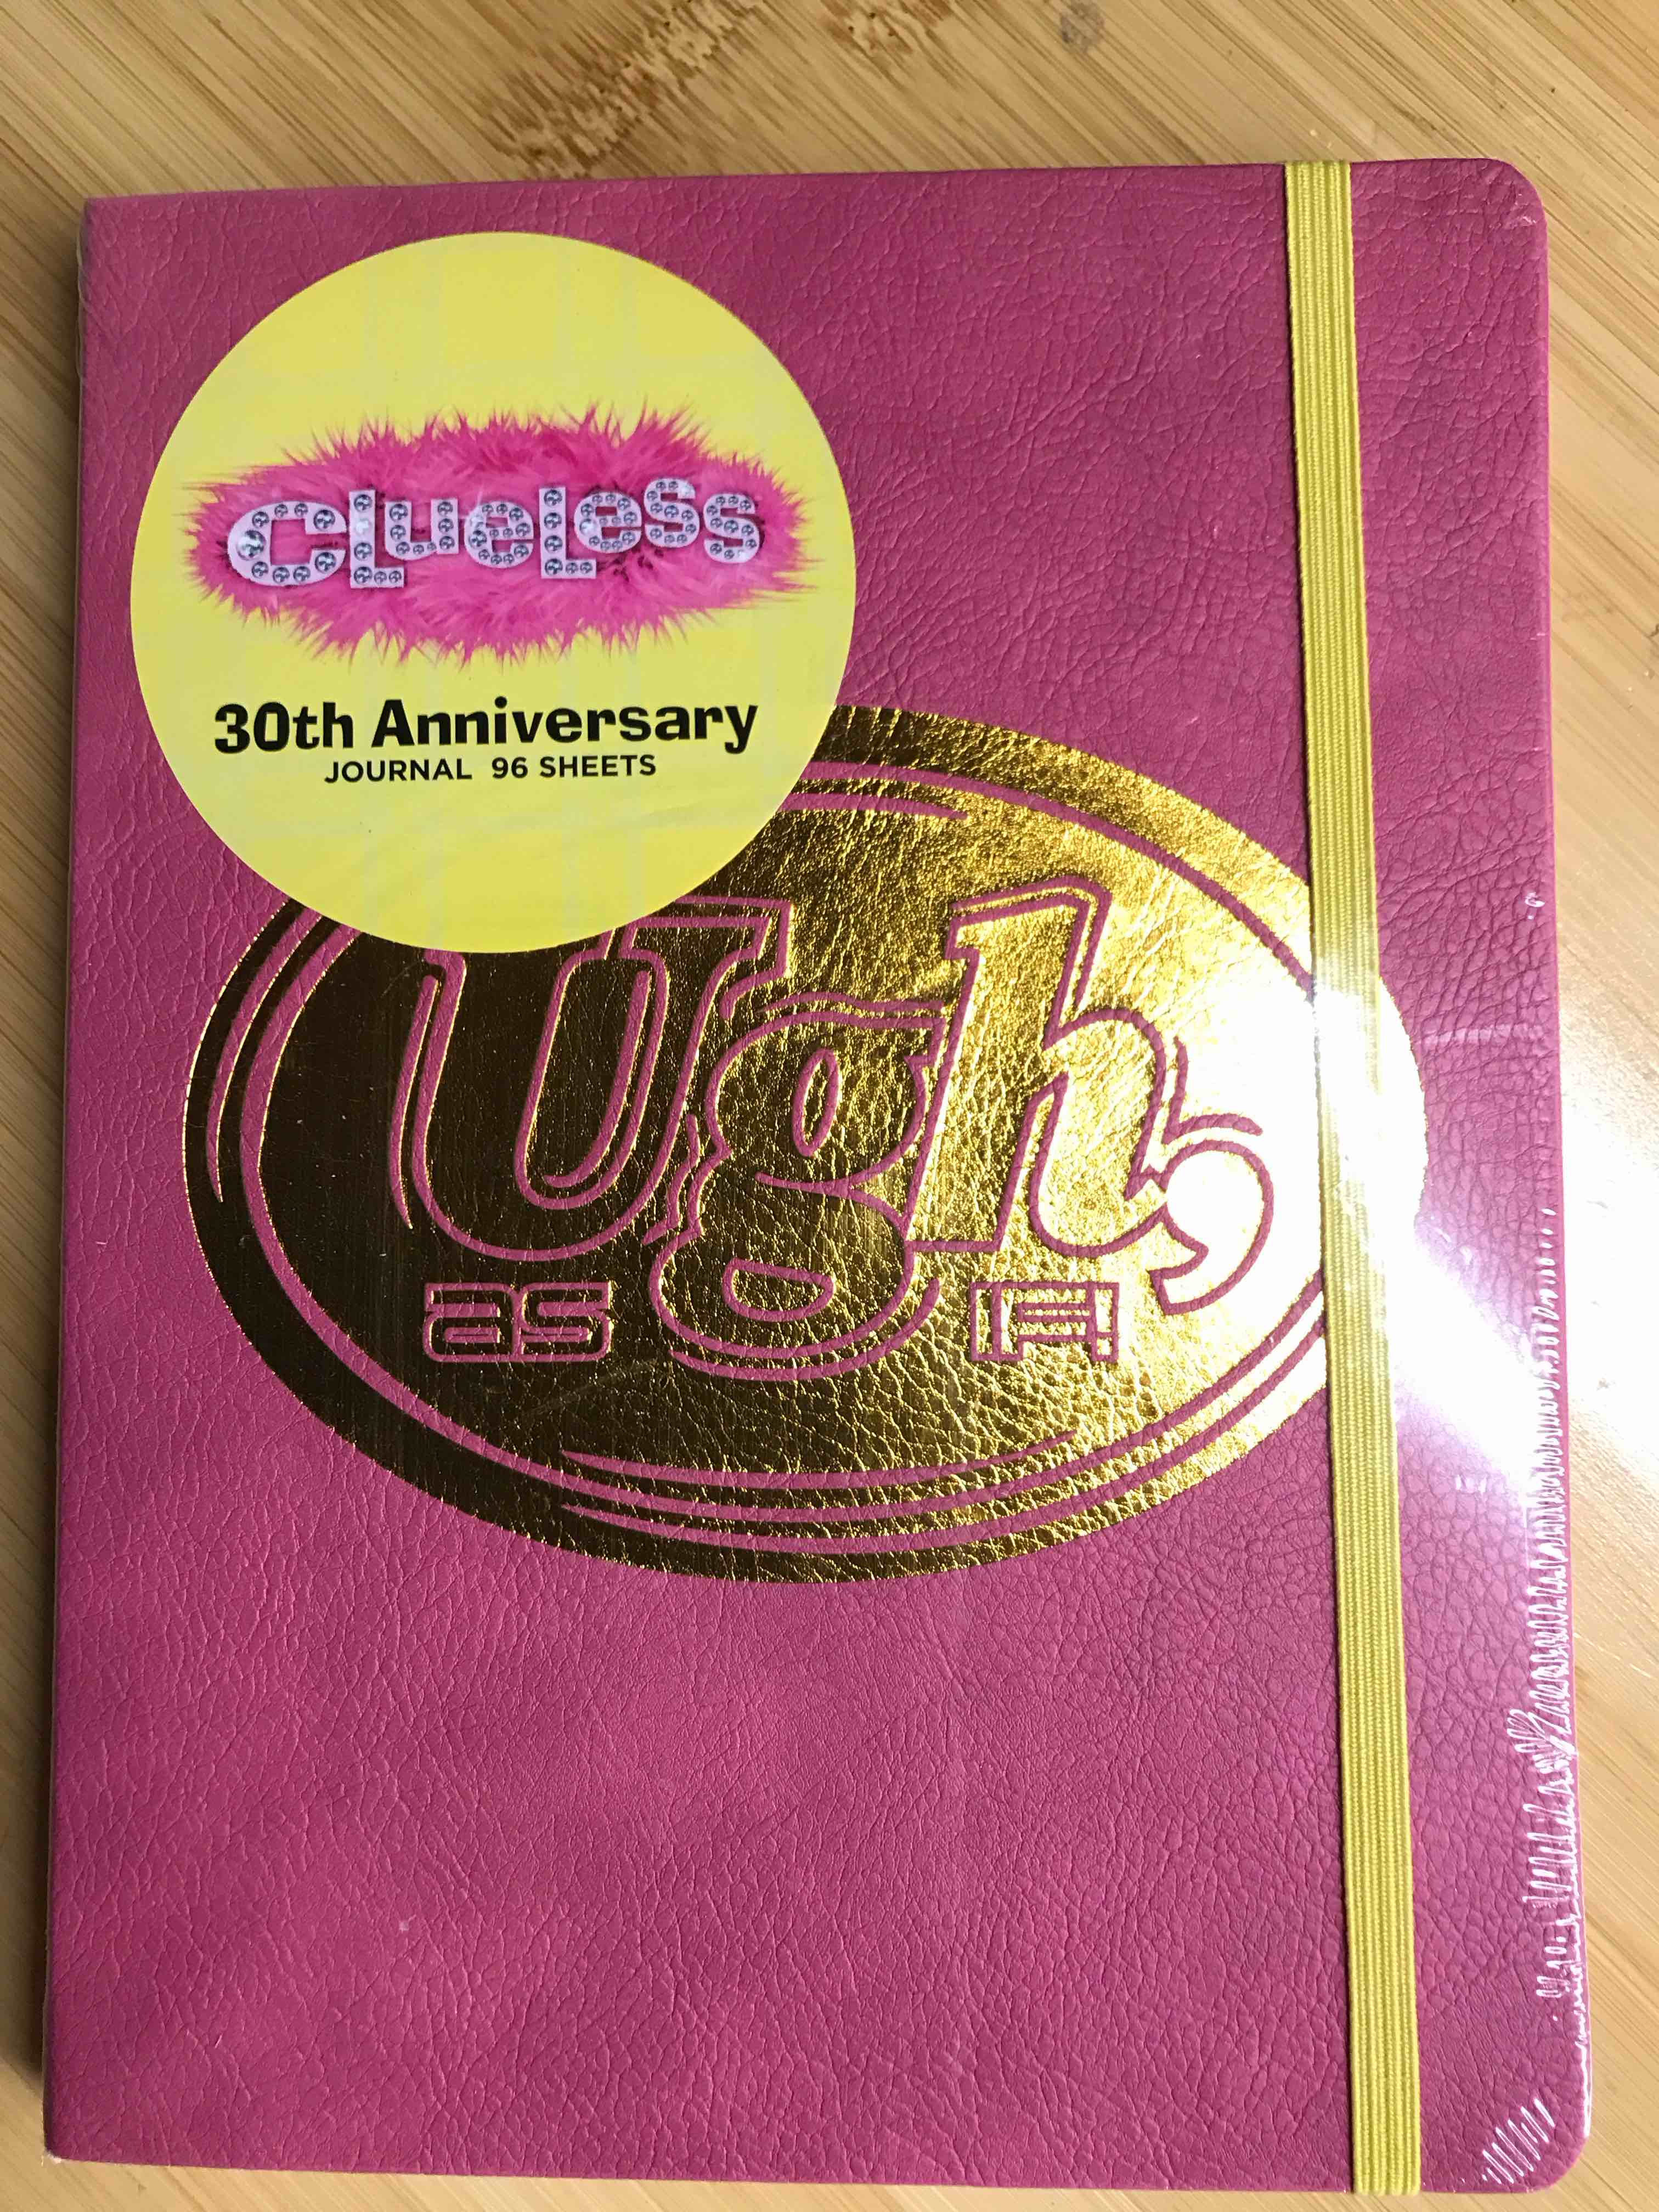 Clueless
30th Anniversary
JOURNAL 96 SHEETS
Ugh,
as if!